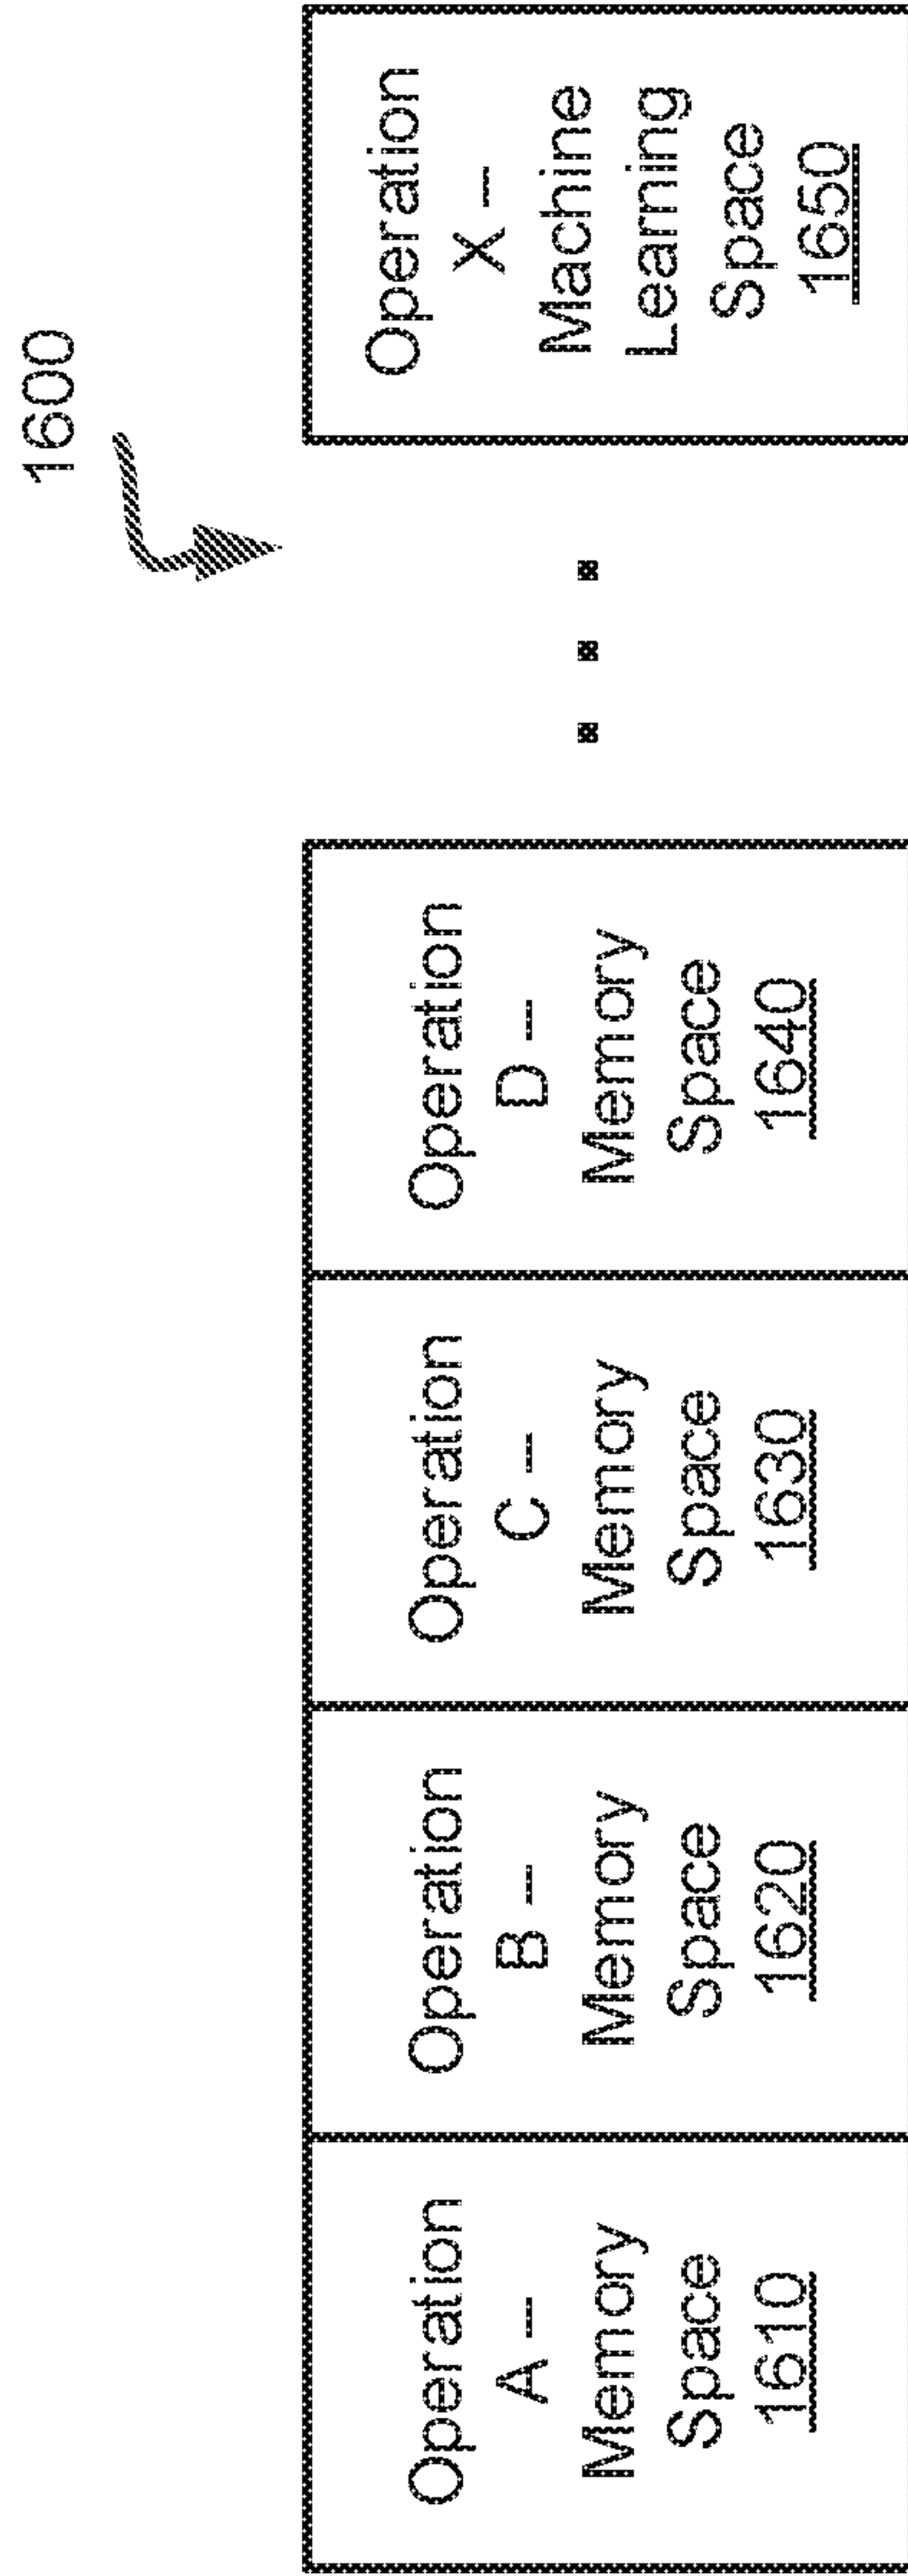 1600
Operation
A –
Memory
Space
1610
Operation
B –
Memory
Space
1620
Operation
C –
Memory
Space
1630
Operation
D –
Memory
Space
1640
Operation
X –
Machine
Learning
Space
1650